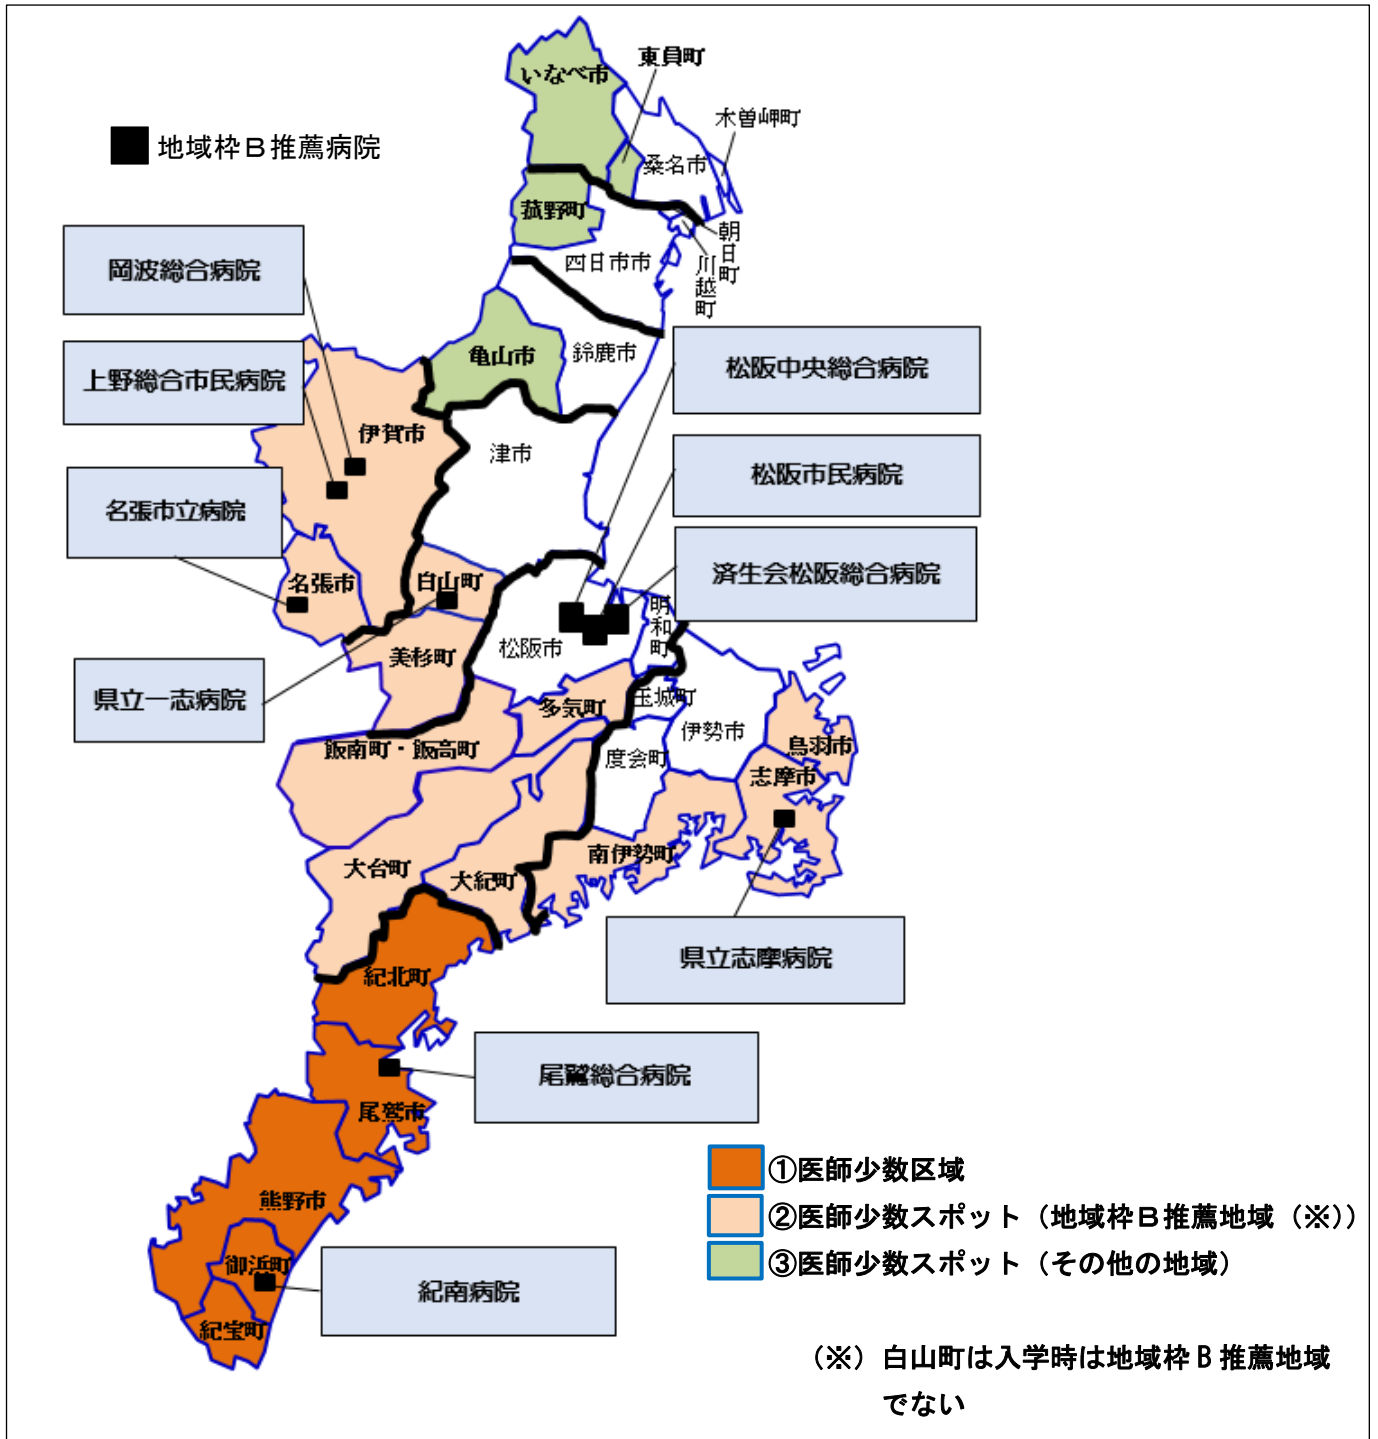 いなべ市
東員町
木曽岬町
地域枠Ｂ推薦病院
桑名市
菰野町
朝日町
四日市市
川越町
岡波総合病院
亀山市
鈴鹿市
松阪中央総合病院
上野総合市民病院
伊賀市
津市
松阪市民病院
名張市立病院
済生会松阪総合病院
名張市
白山町
明和町
松阪市
美杉町
県立一志病院
多気町
玉城町
伊勢市
飯南町・飯高町
度会町
鳥羽市
志摩市
南伊勢町
大台町
大紀町
県立志摩病院
紀北町
尾鷲総合病院
尾鷲市
①医師少数区域
熊野市
②医師少数スポット（地域枠Ｂ推薦地域（※））
③医師少数スポット（その他の地域）
御浜町
紀南病院
紀宝町
（※）白山町は入学時は地域枠Ｂ推薦地域
でない